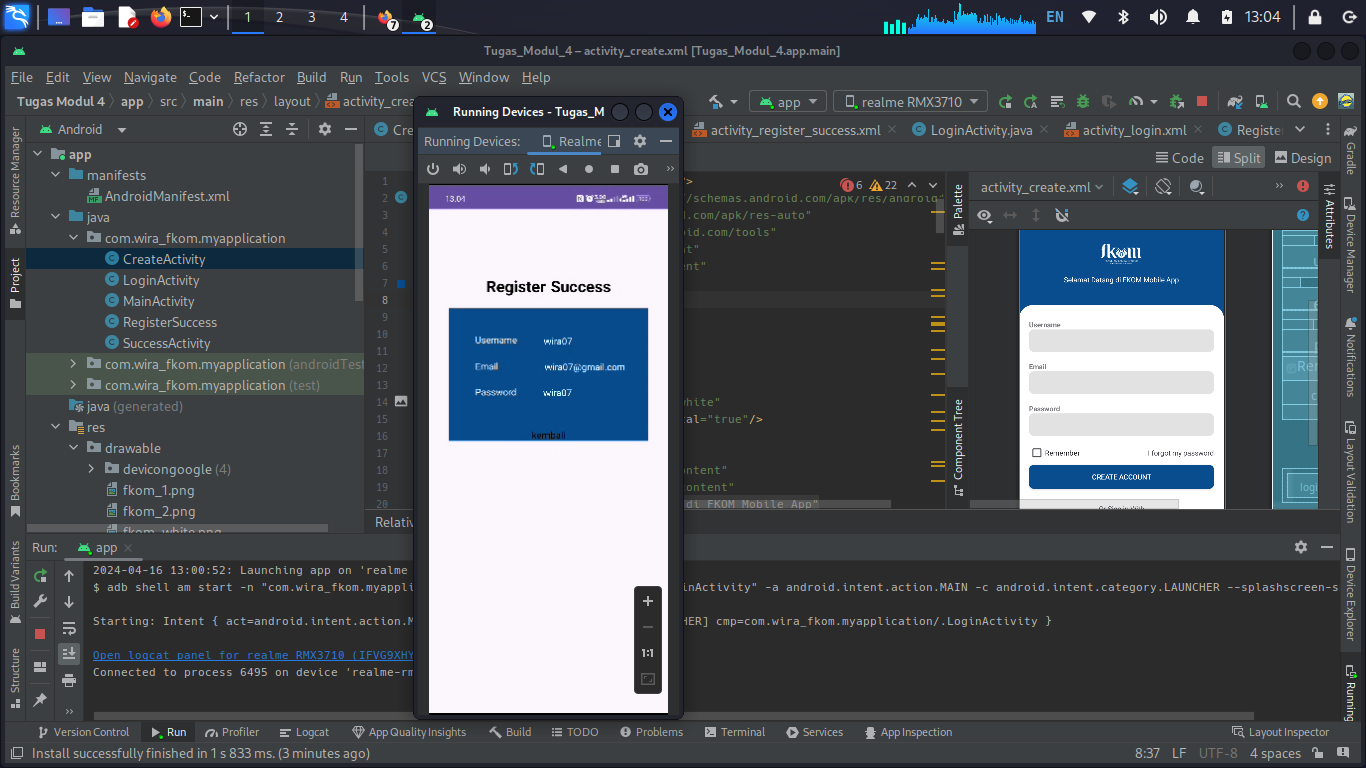 1 2 3 4 7 2 EN 13:04
Tugas_Modul_4 – activity_create.xml [Tugas_Modul_4.app.main]
File Edit View Navigate Code Refactor Build Run Tools VCS Window Help
Tugas Modul 4 app src main res layout activity_crea
app realme RMX3710
Android
Cre
activity_register_success.xml LoginActivity.java activity_login.xml Register
Code Split Design
Resource Manager
Project
Bookmarks
Build Variants
Structure
app
manifests
AndroidManifest.xml
java
com.wira_fkom.myapplication
CreateActivity
LoginActivity
MainActivity
RegisterSuccess
SuccessActivity
com.wira_fkom.myapplication (androidTest
com.wira_fkom.myapplication (test)
java (generated)
res
drawable
devicongoogle (4)
fkom_1.png
fkom_2.png
fkom_white.png
1
2
3
4
5
6
7
8
9
10
11
12
13
14
15
16
17
18
19
20
Relativ
Running Devices - Tugas_M
Running Devices: Realme
13.04
Register Success
Username wira07
Email wira07@gmail.com
Password wira07
kembali
1:1
6 22
/>
/schemas.android.com/apk/res/android"
d.com/apk/res-auto"
oid.com/tools"
nt"
ent"
white"
tal="true"/>
ontent"
content"
di FKOM Mobile App"
Palette
Component Tree
activity_create.xml
fkom
Selamat Datang di FKOM Mobile App
Username
Email
Password
Remember I forgot my password
CREATE ACCOUNT
Or Sign in With
Rem
login
Attributes
Gradle
Device Manager
Notifications
Layout Validation
Device Explorer
Running
Run: app
2024-04-16 13:00:52: Launching app on 'realme
$ adb shell am start -n "com.wira_fkom.myapplic inActivity" -a android.intent.action.MAIN -c android.intent.category.LAUNCHER --splashscreen-s
Starting: Intent { act=android.intent.action.M HER] cmp=com.wira_fkom.myapplication/.LoginActivity }
Open logcat panel for realme RMX3710 (IFVG9XHY
Connected to process 6495 on device 'realme-rm
Version Control Run Profiler Logcat App Quality Insights Build TODO Problems Terminal Services App Inspection Layout Inspector
Install successfully finished in 1 s 833 ms. (3 minutes ago) 8:37 LF UTF-8 4 spaces